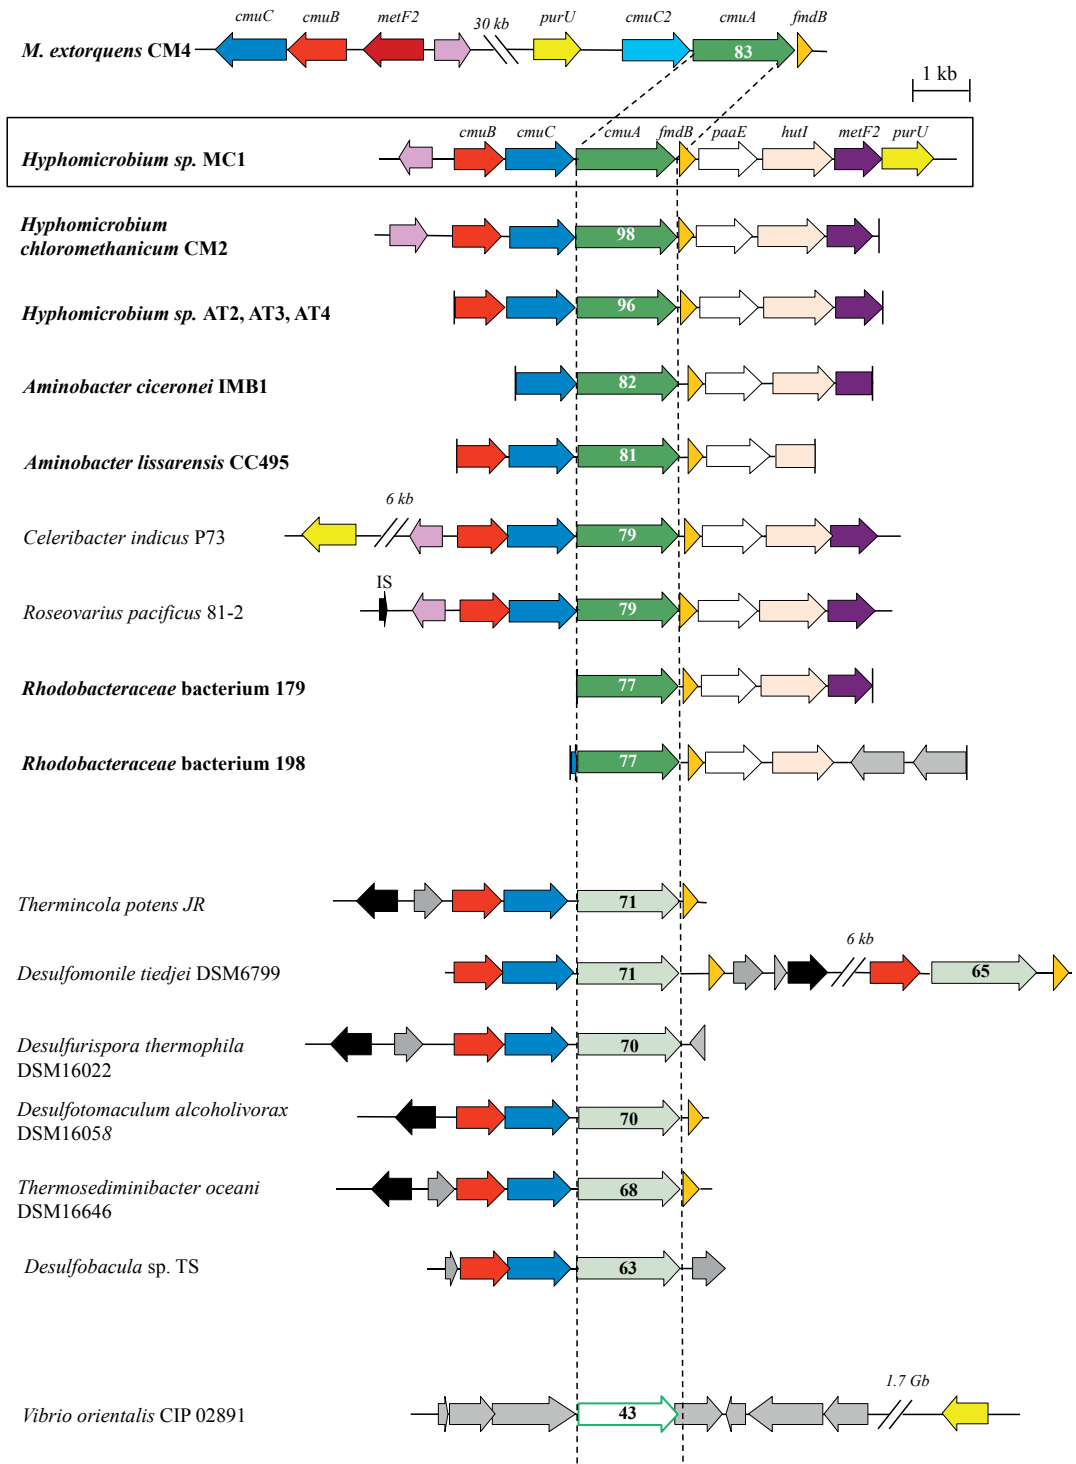 cmuC cmuB metF2 30 kb purU cmuC2 cmuA fmdB
M. extorquens CM4 83
1 kb
cmuB cmuC cmuA fmdB paaE hutI metF2 purU
Hyphomicrobium sp. MC1
Hyphomicrobium
chloromethanicum CM2 98
Hyphomicrobium sp. AT2, AT3, AT4 96
Aminobacter ciceronei IMB1 82
Aminobacter lissarensis CC495 81
6 kb
Celeribacter indicus P73 79
IS
Roseovarius pacificus 81-2 79
Rhodobacteraceae bacterium 179 77
Rhodobacteraceae bacterium 198 77
Thermincola potens JR 71
6 kb
Desulfomonile tiedjei DSM6799 71 65
Desulfurispora thermophila 70
DSM16022
Desulfotomaculum alcoholivorax 70
DSM16058
Thermosediminibacter oceani 68
DSM16646
Desulfobacula sp. TS 63
1.7 Gb
Vibrio orientalis CIP 02891 43